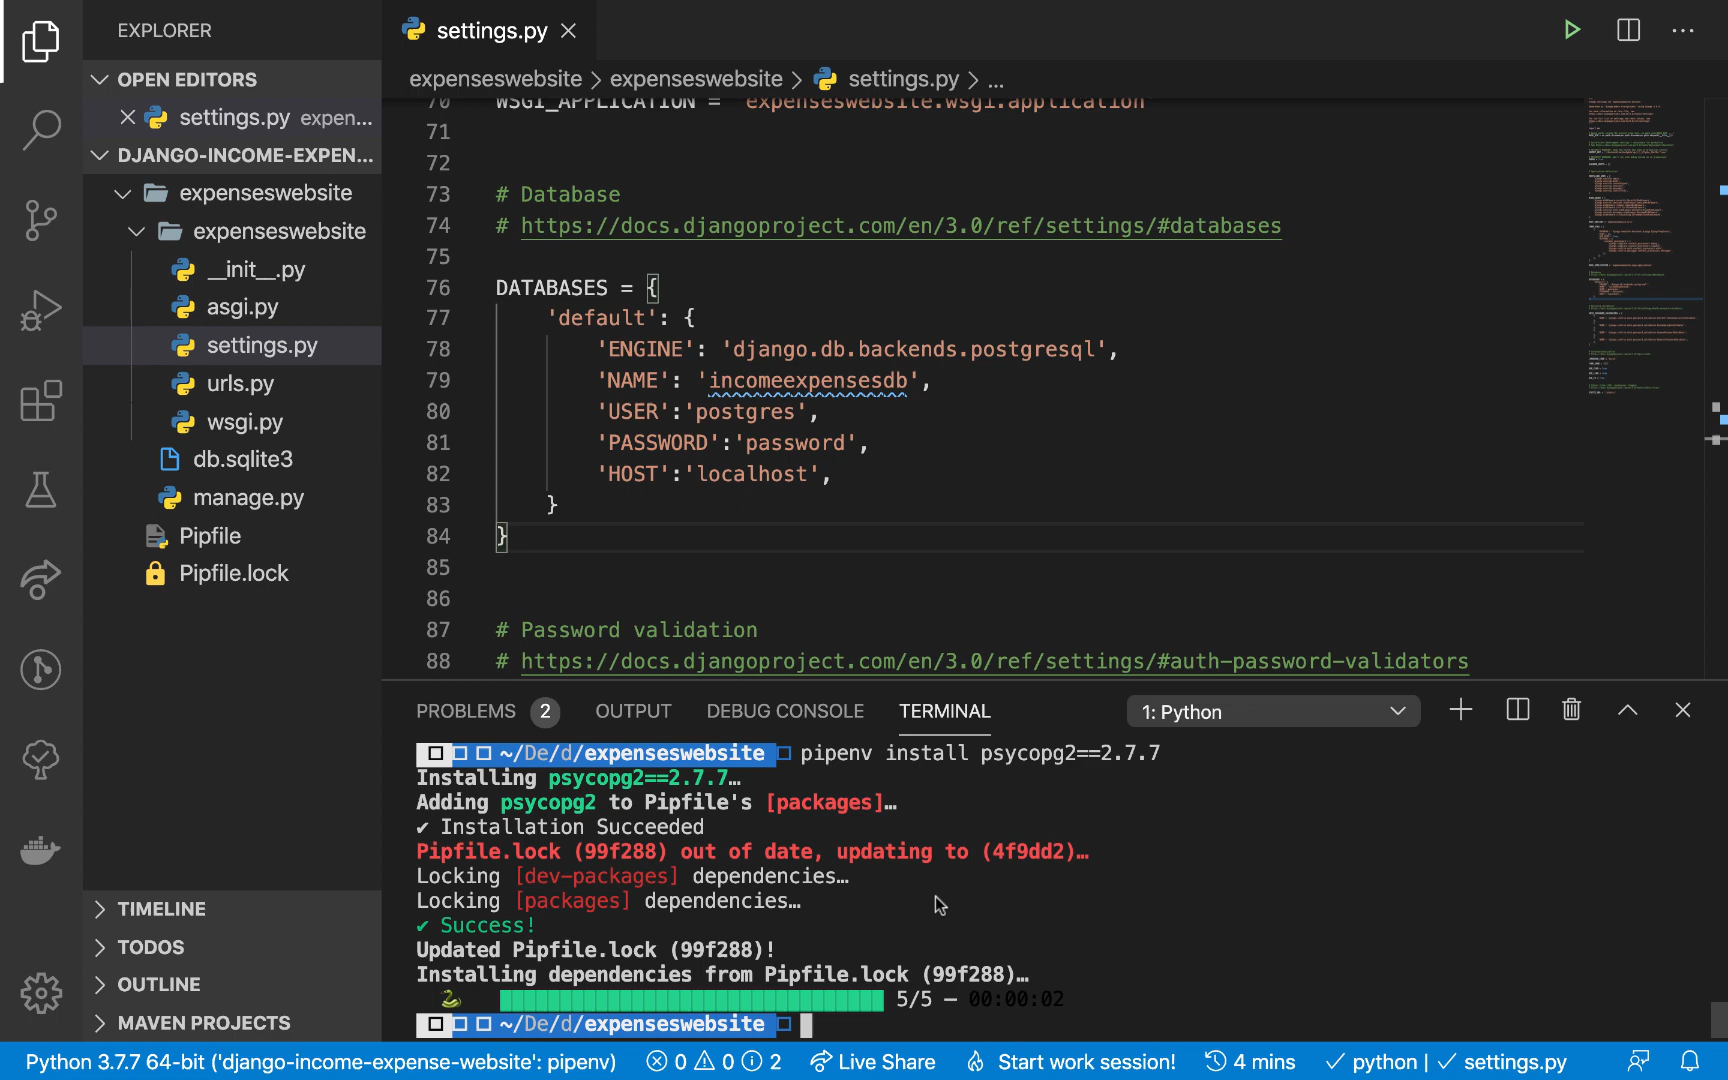 EXPLORER
OPEN EDITORS
settings.py expen...
DJANGO-INCOME-EXPEN...
expenseswebsite
expenseswebsite
__init__.py
asgi.py
settings.py
urls.py
wsgi.py
db.sqlite3
manage.py
Pipfile
Pipfile.lock
TIMELINE
TODOS
OUTLINE
MAVEN PROJECTS
settings.py
expenseswebsite > expenseswebsite > settings.py > ...
70 WSGI_APPLICATION = 'expenseswebsite.wsgi.application'
71
72
73 # Database
74 # https://docs.djangoproject.com/en/3.0/ref/settings/#databases
75
76 DATABASES = {
77 'default': {
78 'ENGINE': 'django.db.backends.postgresql',
79 'NAME': 'incomeexpensesdb',
80 'USER':'postgres',
81 'PASSWORD':'password',
82 'HOST':'localhost',
83 }
84 }
85
86
87 # Password validation
88 # https://docs.djangoproject.com/en/3.0/ref/settings/#auth-password-validators
PROBLEMS 2 OUTPUT DEBUG CONSOLE TERMINAL 1: Python
~/De/d/expenseswebsite pipenv install psycopg2==2.7.7
Installing psycopg2==2.7.7…
Adding psycopg2 to Pipfile's [packages]…
✔ Installation Succeeded
Pipfile.lock (99f288) out of date, updating to (4f9dd2)…
Locking [dev-packages] dependencies…
Locking [packages] dependencies…
✔ Success!
Updated Pipfile.lock (99f288)!
Installing dependencies from Pipfile.lock (99f288)…
5/5 — 00:00:02
~/De/d/expenseswebsite
Python 3.7.7 64-bit ('django-income-expense-website': pipenv) 0 0 2 Live Share Start work session! 4 mins ✓ python | ✓ settings.py